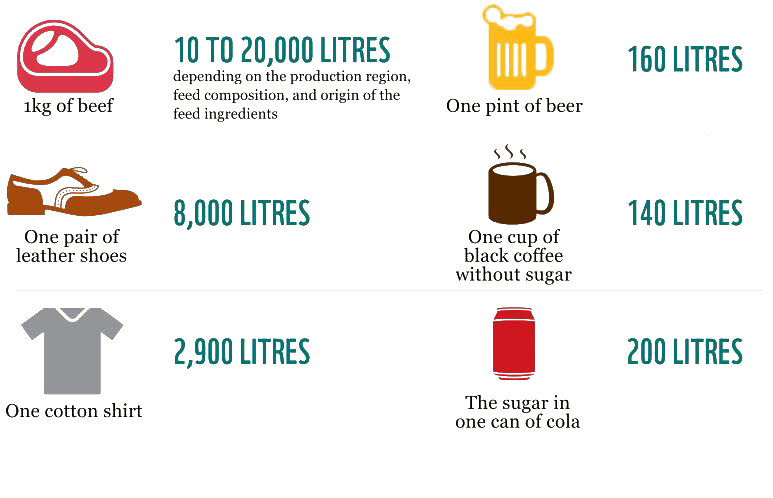 10 TO 20,000 LITRES
depending on the production region,
feed composition, and origin of the
feed ingredients
1kg of beef
160 LITRES
One pint of beer
8,000 LITRES
One pair of
leather shoes
140 LITRES
One cup of
black coffee
without sugar
2,900 LITRES
One cotton shirt
200 LITRES
The sugar in
one can of cola